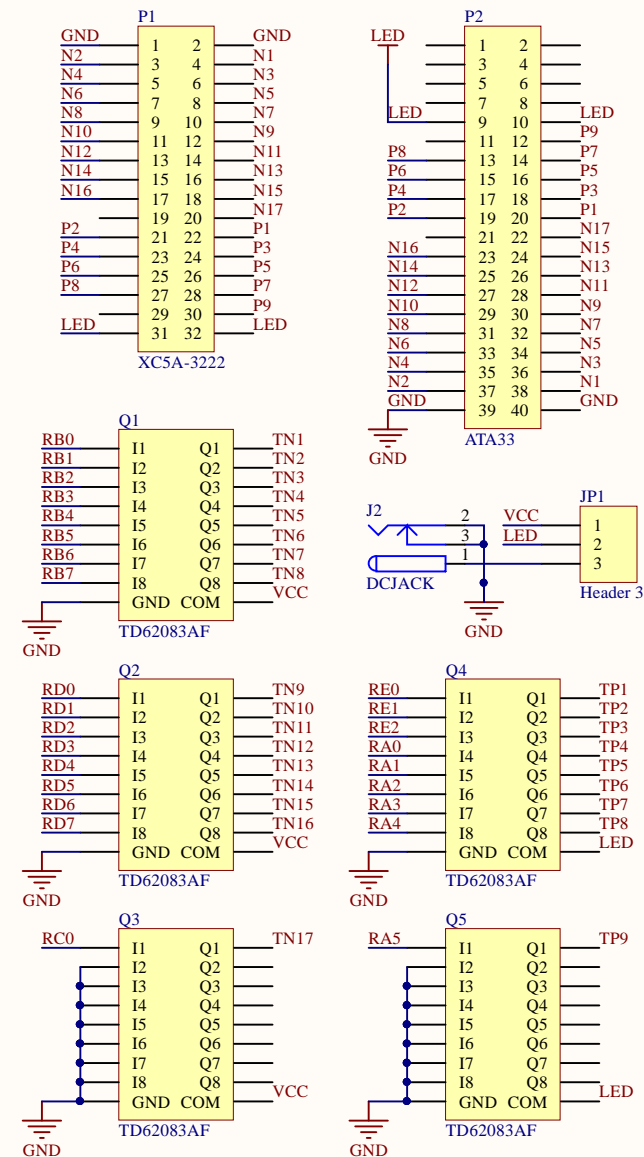 P1
GND 1 2 GND
N2 3 4 N1
N4 5 6 N3
N6 7 8 N5
N8 9 10 N7
N10 11 12 N9
N12 13 14 N11
N14 15 16 N13
N16 17 18 N15
19 20 N17
P2 21 22 P1
P4 23 24 P3
P6 25 26 P5
P8 27 28 P7
29 30 P9
LED 31 32 LED
XC5A-3222
P2
LED
1 2
3 4
5 6
7 8
LED 9 10 LED
11 12 P9
P8 13 14 P7
P6 15 16 P5
P4 17 18 P3
P2 19 20 P1
21 22 N17
N16 23 24 N15
N14 25 26 N13
N12 27 28 N11
N10 29 30 N9
N8 31 32 N7
N6 33 34 N5
N4 35 36 N3
N2 37 38 N1
GND 39 40 GND
GND
ATA33
Q1
RB0 I1 Q1 TN1
RB1 I2 Q2 TN2
RB2 I3 Q3 TN3
RB3 I4 Q4 TN4
RB4 I5 Q5 TN5
RB5 I6 Q6 TN6
RB6 I7 Q7 TN7
RB7 I8 Q8 TN8
GND COM VCC
TD62083AF
GND
J2
2
3
1
DCJACK
GND
JP1
VCC 1
LED 2
3
Header 3
Q2
RD0 I1 Q1 TN9
RD1 I2 Q2 TN10
RD2 I3 Q3 TN11
RD3 I4 Q4 TN12
RD4 I5 Q5 TN13
RD5 I6 Q6 TN14
RD6 I7 Q7 TN15
RD7 I8 Q8 TN16
GND COM VCC
TD62083AF
GND
Q4
RE0 I1 Q1 TP1
RE1 I2 Q2 TP2
RE2 I3 Q3 TP3
RA0 I4 Q4 TP4
RA1 I5 Q5 TP5
RA2 I6 Q6 TP6
RA3 I7 Q7 TP7
RA4 I8 Q8 TP8
GND COM LED
TD62083AF
GND
Q3
RC0 I1 Q1 TN17
I2 Q2
I3 Q3
I4 Q4
I5 Q5
I6 Q6
I7 Q7
I8 Q8
GND COM VCC
TD62083AF
GND
Q5
RA5 I1 Q1 TP9
I2 Q2
I3 Q3
I4 Q4
I5 Q5
I6 Q6
I7 Q7
I8 Q8
GND COM LED
TD62083AF
GND